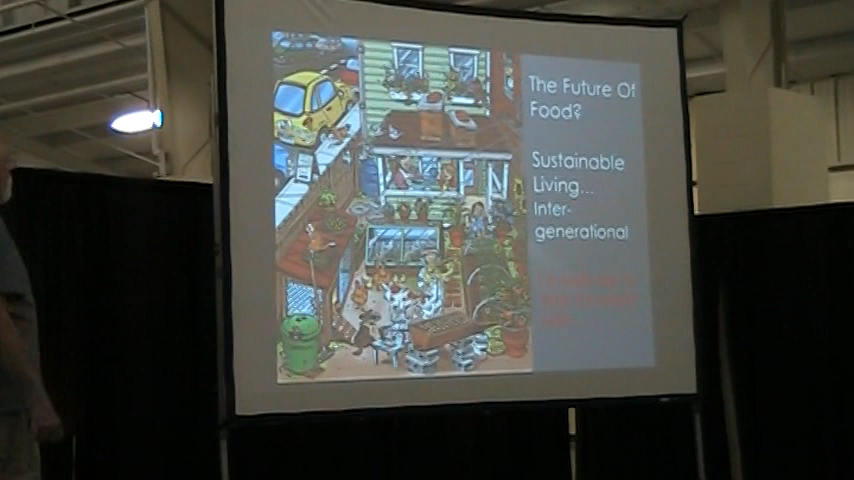 The Future Of
Food?
Sustainable
Living...
Inter-
generational